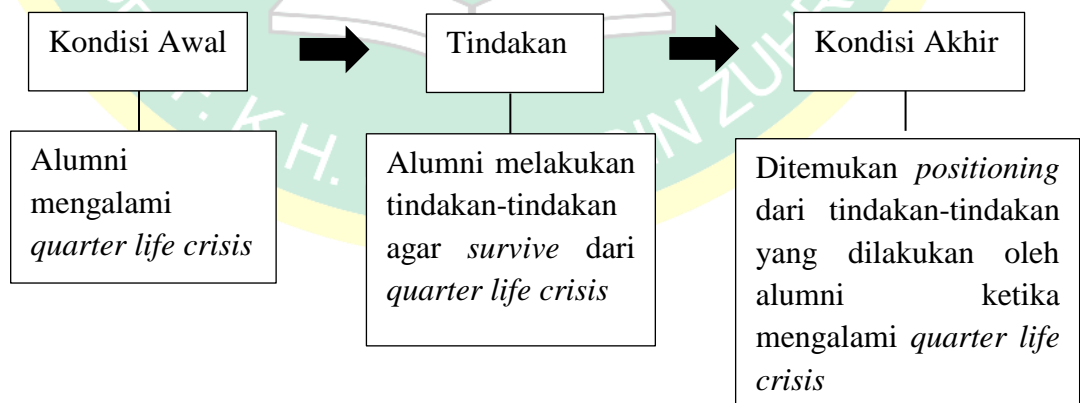 Kondisi Awal
Tindakan
Kondisi Akhir
Alumni
mengalami
quarter life crisis
Alumni melakukan
tindakan-tindakan
agar survive dari
quarter life crisis
Ditemukan positioning
dari tindakan-tindakan
yang dilakukan oleh
alumni ketika
mengalami quarter life
crisis
K.H.